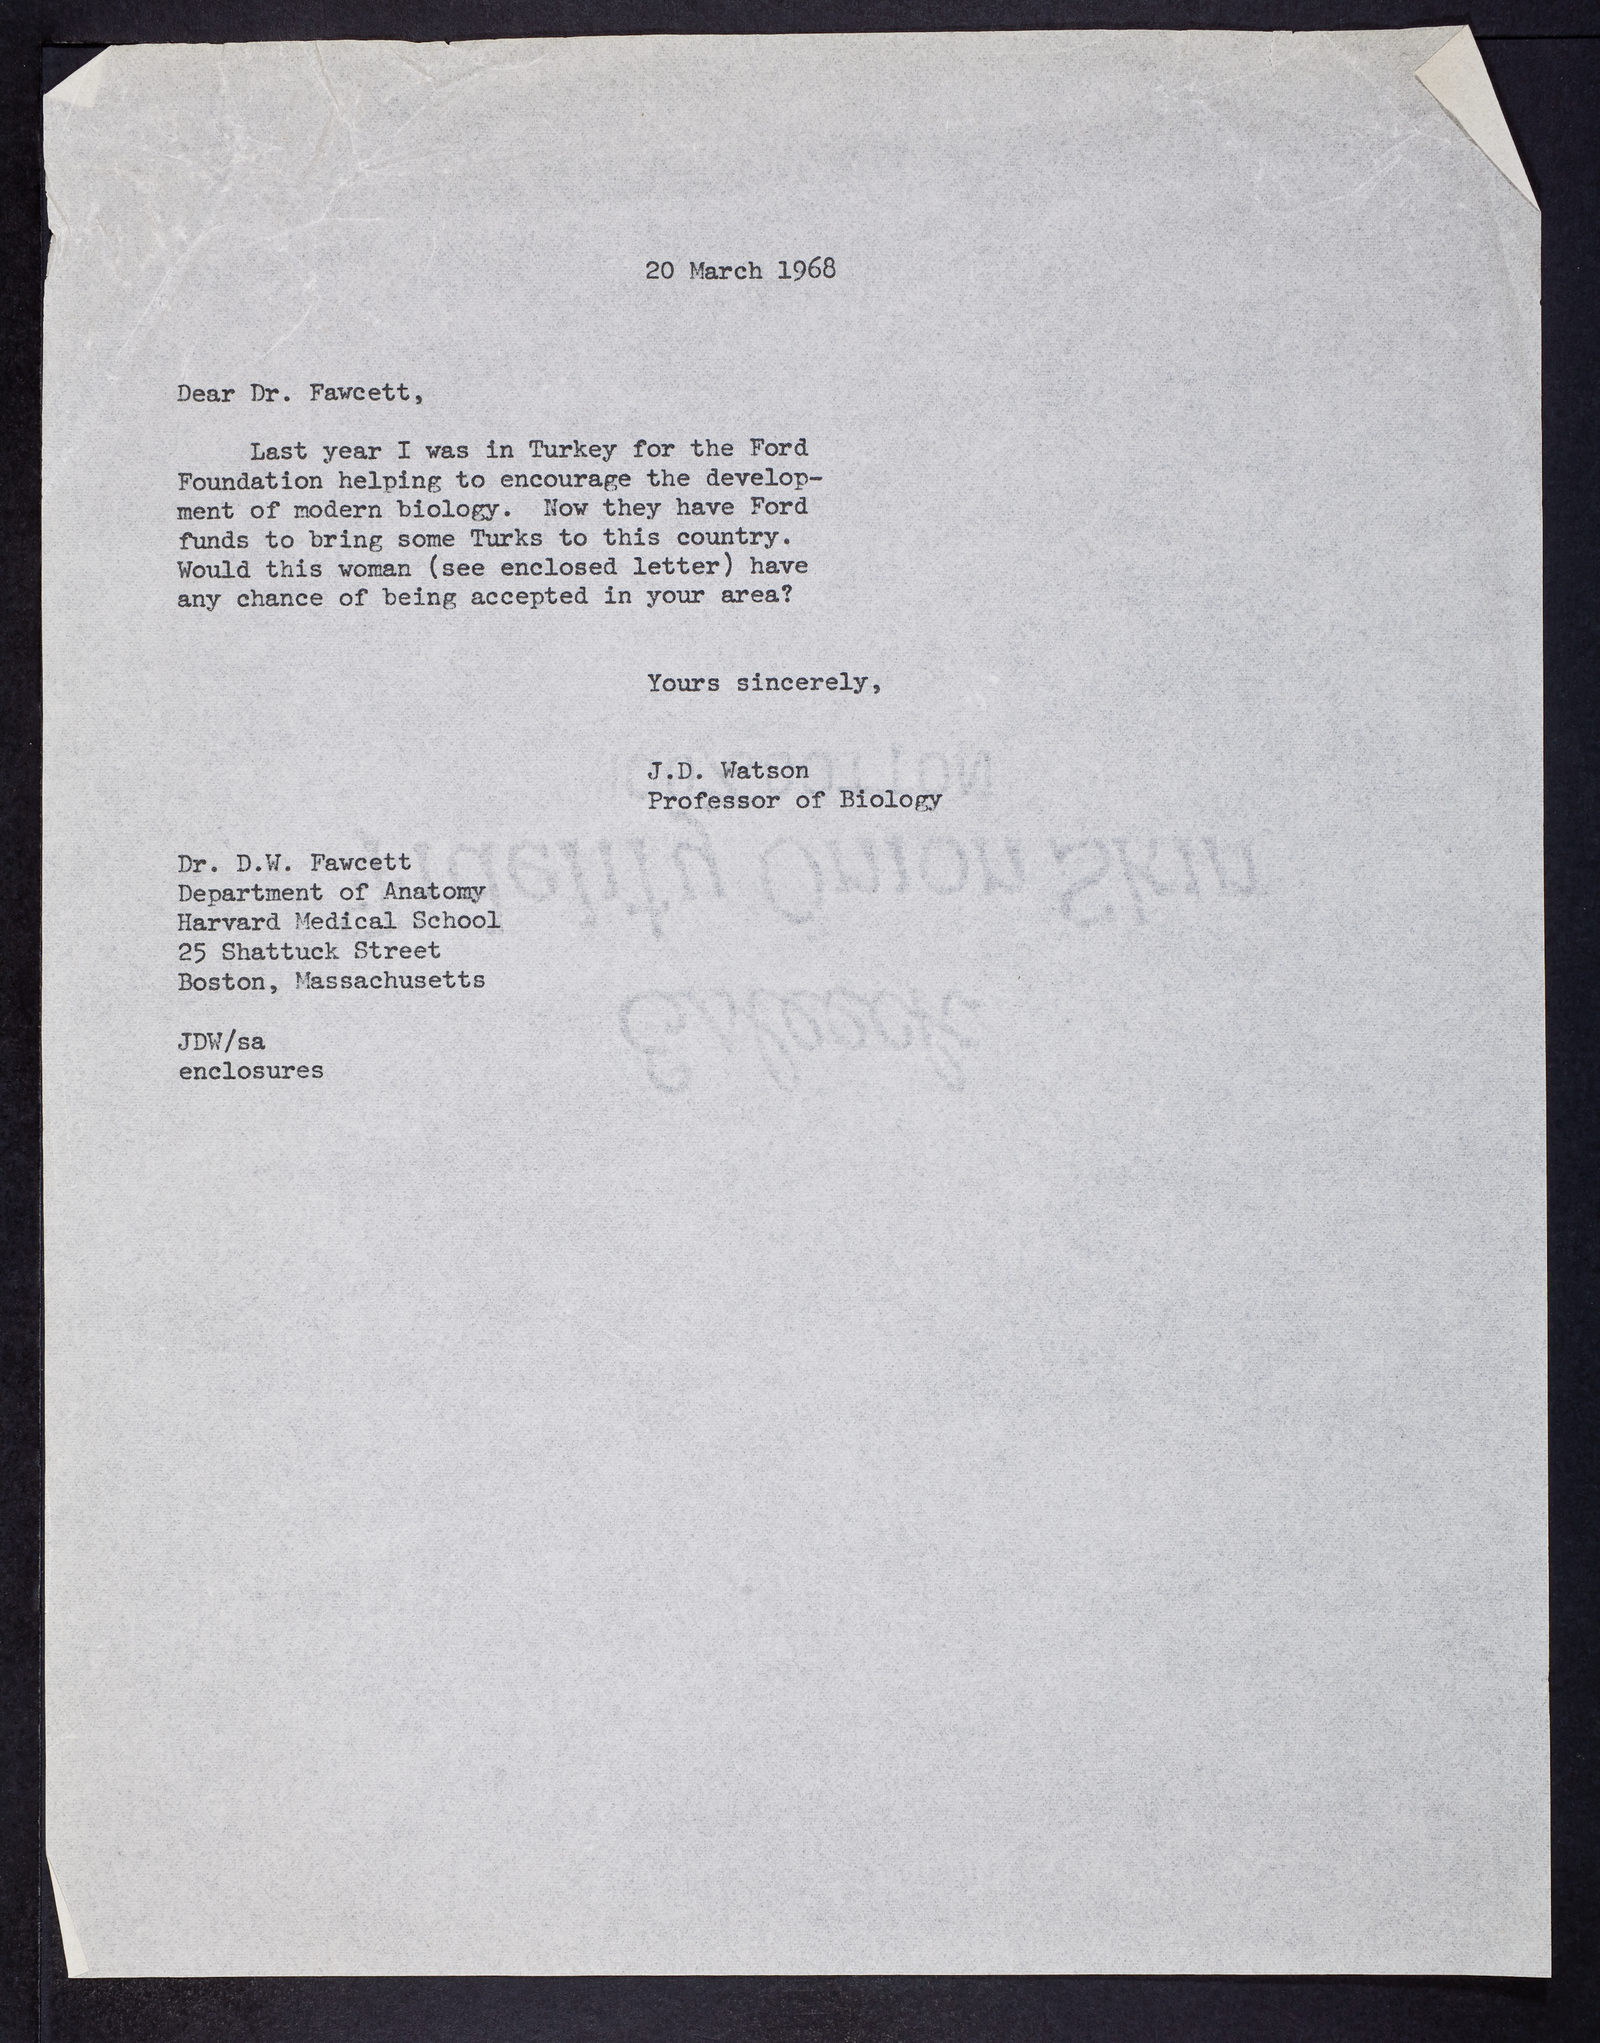 20 March 1968
Dear Dr. Fawcett,
Last year I was in Turkey for the Ford
Foundation helping to encourage the develop-
ment of modern biology. Now they have Ford
funds to bring some Turks to this country.
Would this woman (see enclosed letter) have
any chance of being accepted in your area?
Yours sincerely,
J.D. Watson
Professor of Biology
Dr. D.W. Fawcett
Department of Anatomy
Harvard Medical School
25 Shattuck Street
Boston, Massachusetts
JDW/sa
enclosures
Onion Skin